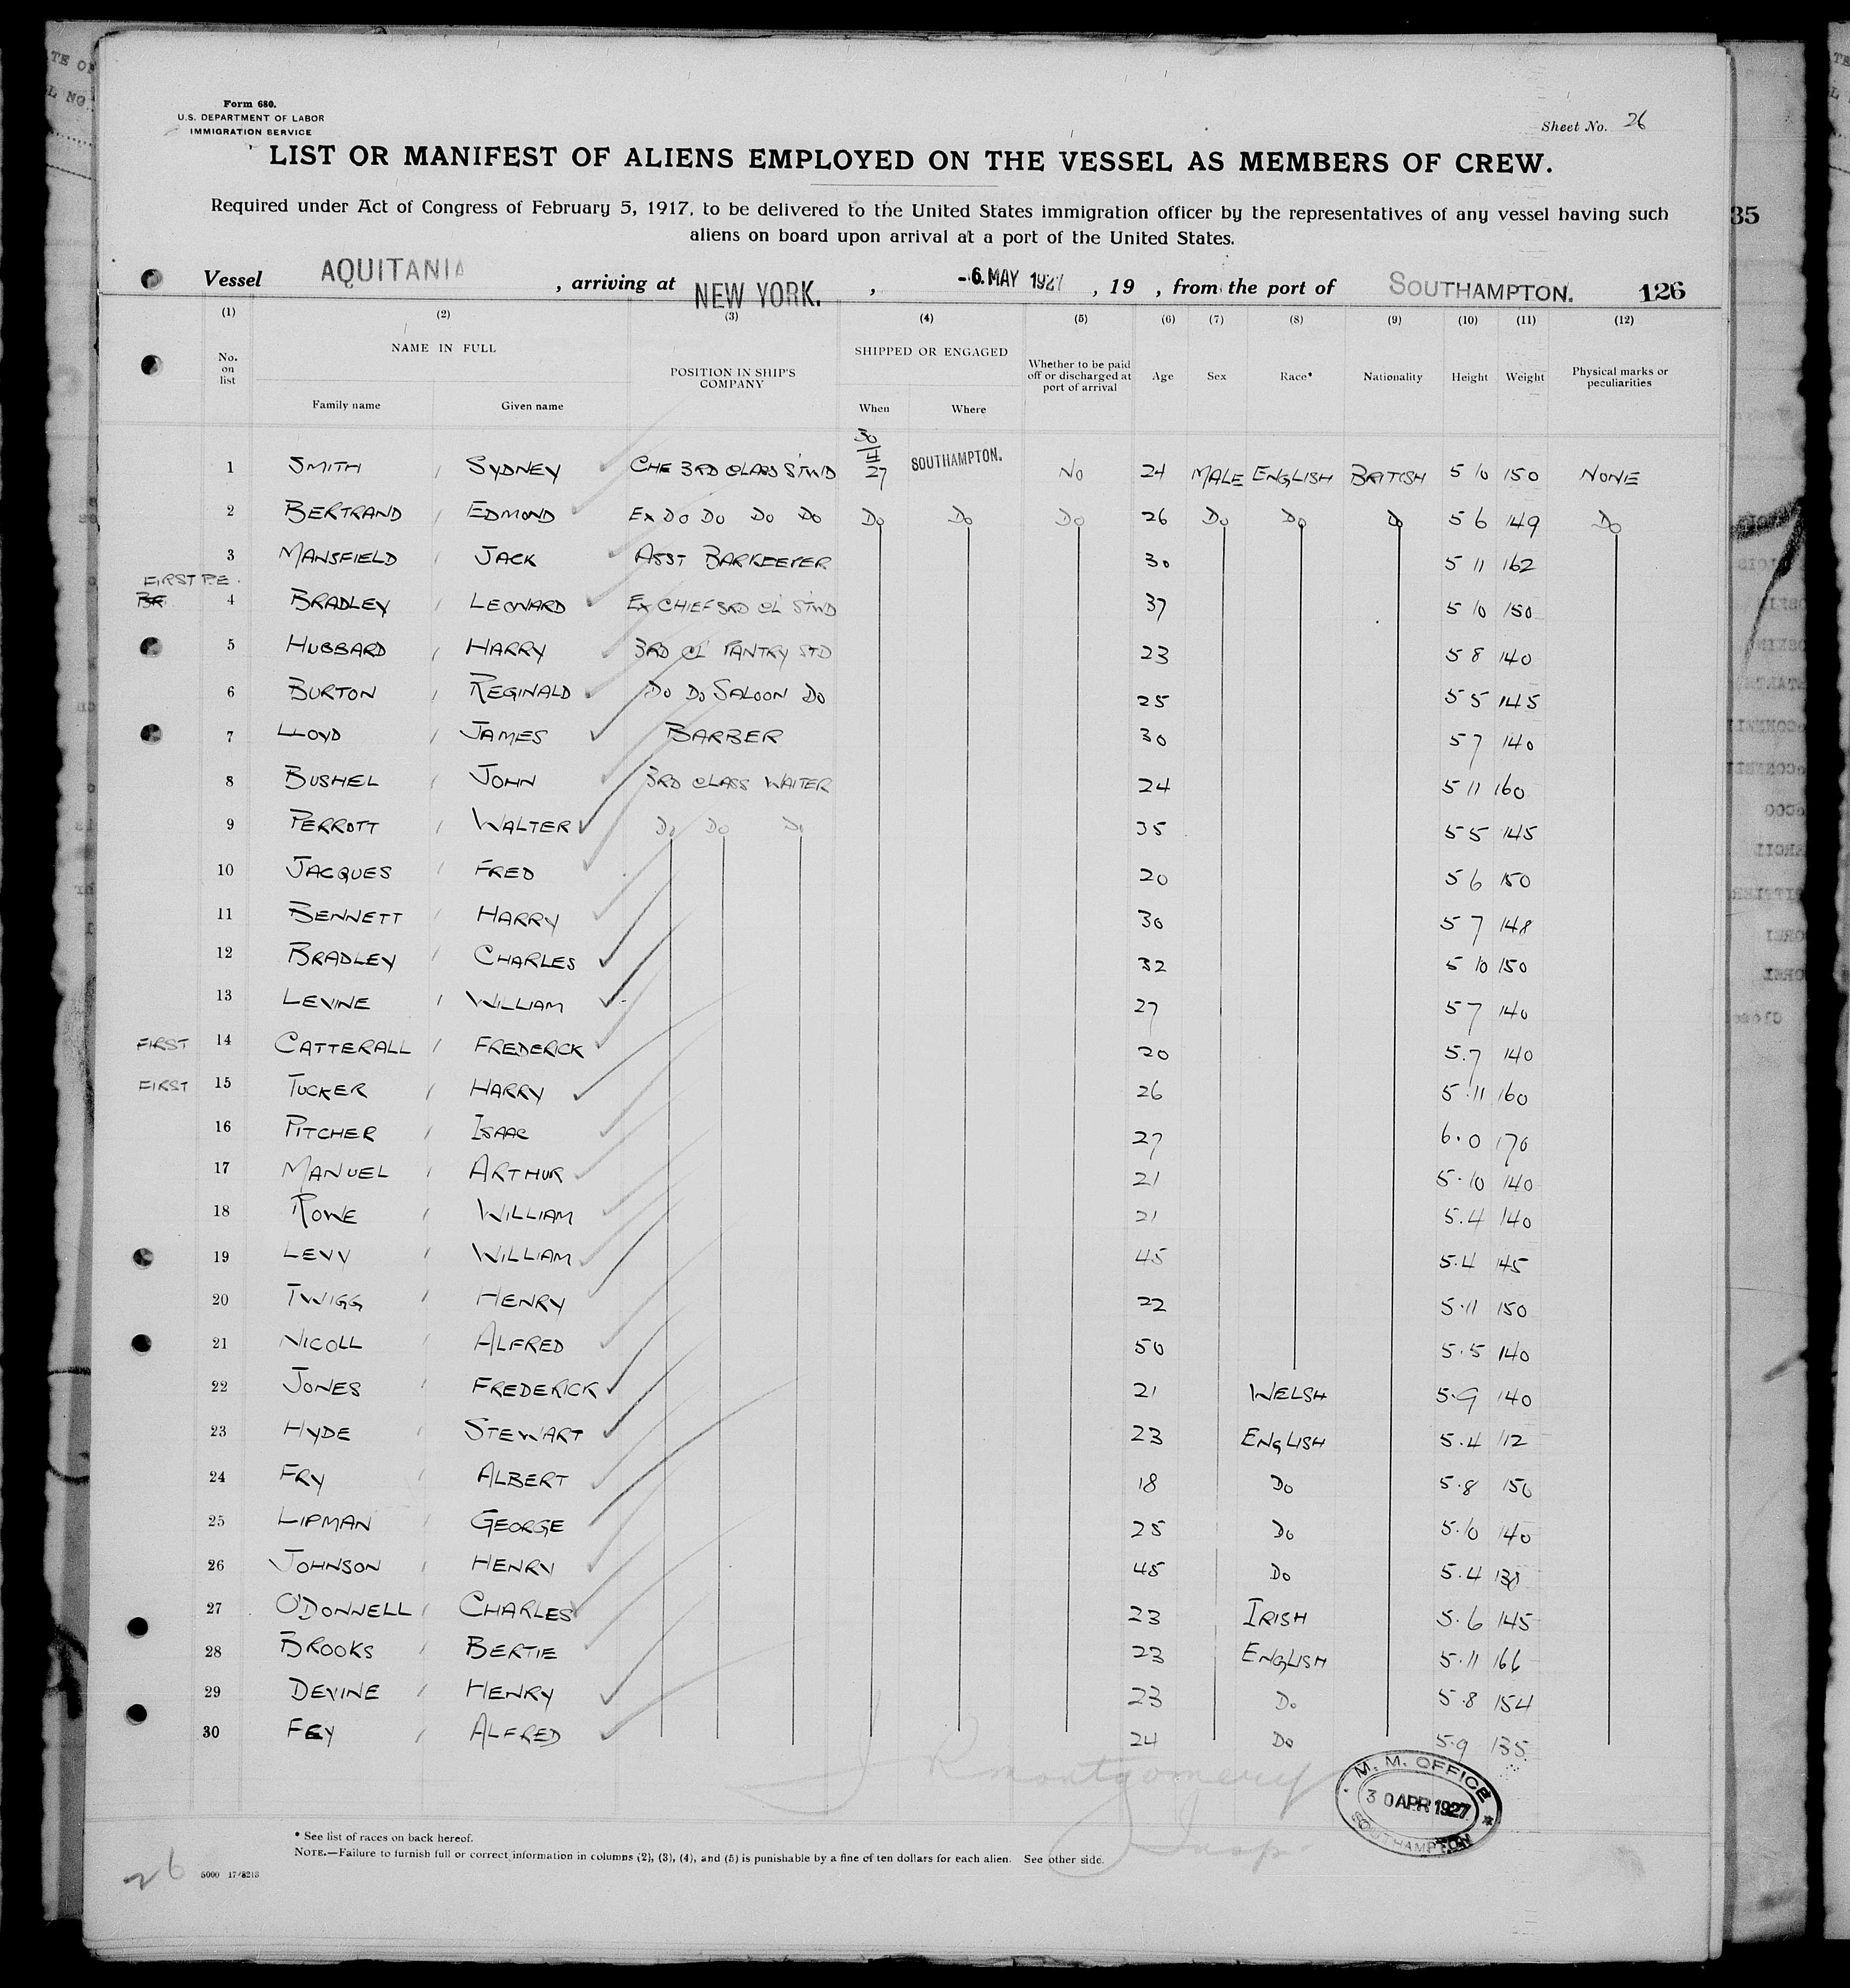 Form 680.
U.S. DEPARTMENT OF LABOR
IMMIGRATION SERVICE
Sheet No. 26
LIST OR MANIFEST OF ALIENS EMPLOYED ON THE VESSEL AS MEMBERS OF CREW.
Required under Act of Congress of February 5, 1917, to be delivered to the United States immigration officer by the representatives of any vessel having such
aliens on board upon arrival at a port of the United States.
35
Vessel AQUITANIA, arriving at NEW YORK., -6. MAY 1927, 19 , from the port of SOUTHAMPTON. 126
(1) (2) (3) (4) (5) (6) (7) (8) (9) (10) (11) (12)
No. on list NAME IN FULL Family name Given name POSITION IN SHIP'S COMPANY SHIPPED OR ENGAGED When Where Whether to be paid off or discharged at port of arrival Age Sex Race* Nationality Height Weight Physical marks or peculiarities
1 SMITH SYDNEY CHF 3RD CLASS STWD 30/4/27 SOUTHAMPTON. NO 24 MALE ENGLISH BRITISH 5 10 150 NONE
2 BERTRAND EDMOND EX DO DO DO DO DO DO DO 26 DO DO DO 5 6 149 DO
3 MANSFIELD JACK ASST BARKEEPER 30 5 11 162
FIRST P.E.
4 BRADLEY LEONARD EX CHIEF 3RD CL STWD 37 5 10 150
5 HUBBARD HARRY 3RD CL PANTRY STD 23 5 8 140
6 BURTON REGINALD DO DO SALOON DO 25 5 5 145
7 LLOYD JAMES BARBER 30 5 7 140
8 BUSHEL JOHN 3RD CLASS WAITER 24 5 11 160
9 PERROTT WALTER DO DO DO 35 5 5 145
10 JACQUES FRED 20 5 6 150
11 BENNETT HARRY 30 5 7 148
12 BRADLEY CHARLES 32 5 10 150
13 LEVINE WILLIAM 27 5 7 140
FIRST 14 CATTERALL FREDERICK 20 5.7 140
FIRST 15 TUCKER HARRY 26 5.11 160
16 PITCHER ISAAC 27 6.0 170
17 MANUEL ARTHUR 21 5.10 140
18 ROWE WILLIAM 21 5.4 140
19 LEVY WILLIAM 45 5.4 145
20 TWIGG HENRY 22 5.11 150
21 NICOLL ALFRED 50 5.5 140
22 JONES FREDERICK 21 WELSH 5.9 140
23 HYDE STEWART 23 ENGLISH 5.4 112
24 FRY ALBERT 18 DO 5.8 150
25 LIPMAN GEORGE 25 DO 5.10 140
26 JOHNSON HENRY 45 DO 5.4 130
27 O'DONNELL CHARLES 23 IRISH 5.6 145
28 BROOKS BERTIE 23 ENGLISH 5.11 166
29 DEVINE HENRY 23 DO 5.8 154
30 FEY ALFRED 24 DO 5.9 135
J R Montgomery
Insp.
M. M. OFFICE
30 APR 1927
SOUTHAMPTON
* See list of races on back hereof.
NOTE.—Failure to furnish full or correct information in columns (2), (3), (4), and (5) is punishable by a fine of ten dollars for each alien. See other side.
26
5000 17/8213